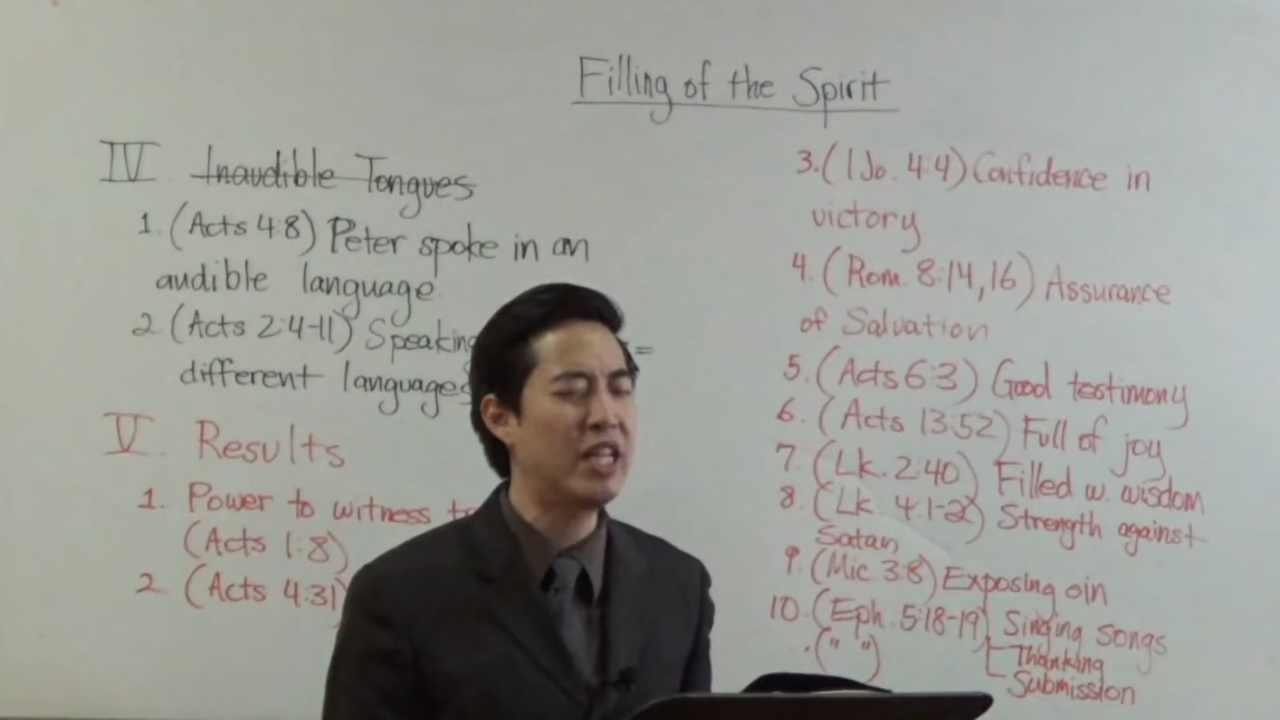 Filling of the Spirit
IV Inaudible Tongues
1. (Acts 4:8) Peter spoke in an
audible language
2 (Acts 2:4-11) Speaking
=
different languages
V. Results
1. Power to witness
(Acts 1:8)
2 (Acts 4:31)
3. (1 Jo. 4:4) Confidence in
victory
4. (Rom 8:14,16) Assurance
of Salvation
5. (Acts 6:3) Good testimony
6. (Acts 13:52) Full of joy
7 (Lk. 2:40) Filled w. wisdom
8. (Lk 4:1-2) Strength against
Satan
9. (Mic 3:8) Exposing oin
10. (Eph. 5:18-19) Singing songs
.(" ") Thanking
Submission